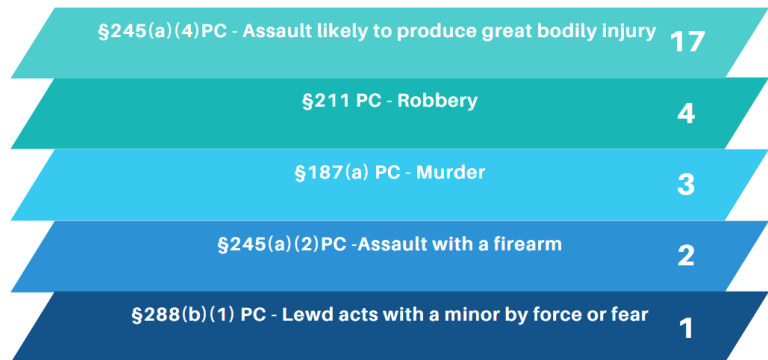 §245(a)(4)PC - Assault likely to produce great bodily injury 17
§211 PC - Robbery 4
§187(a) PC - Murder 3
§245(a)(2)PC -Assault with a firearm 2
§288(b)(1) PC - Lewd acts with a minor by force or fear 1